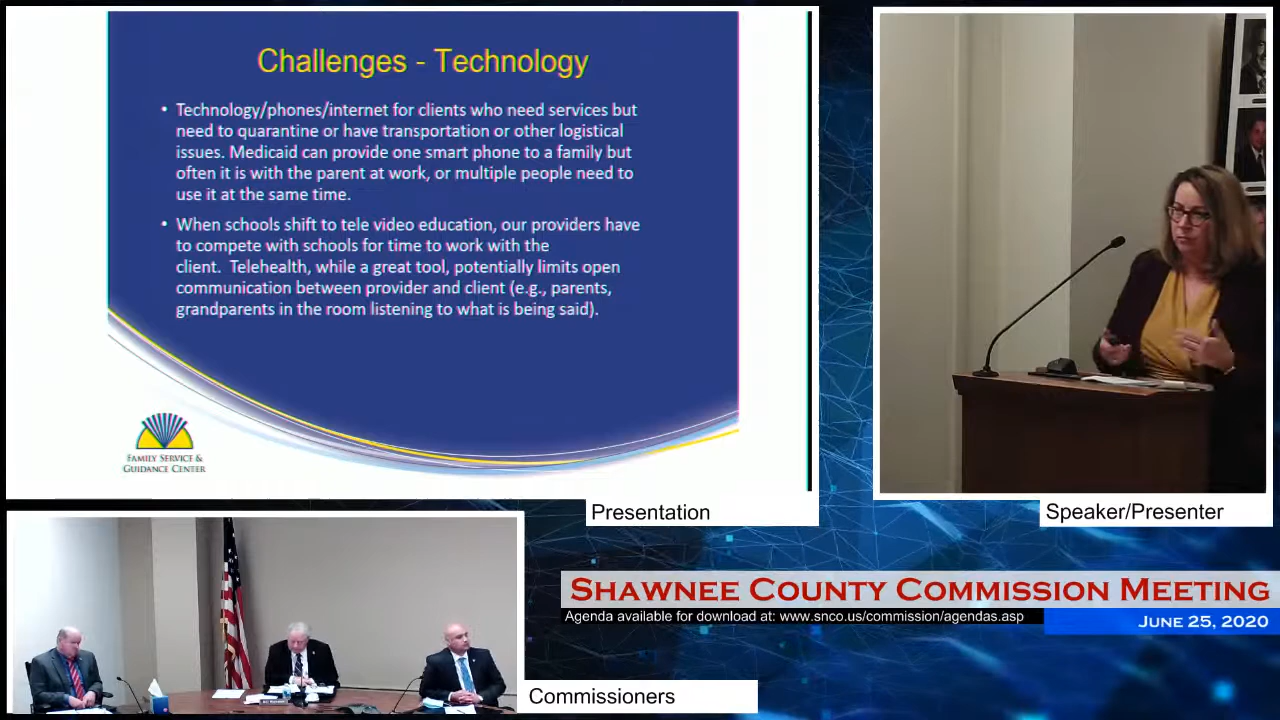 Challenges - Technology
• Technology/phones/internet for clients who need services but
need to quarantine or have transportation or other logistical
issues. Medicaid can provide one smart phone to a family but
often it is with the parent at work, or multiple people need to
use it at the same time.
• When schools shift to tele video education, our providers have
to compete with schools for time to work with the
client.  Telehealth, while a great tool, potentially limits open
communication between provider and client (e.g., parents,
grandparents in the room listening to what is being said).
FAMILY SERVICE &
GUIDANCE CENTER
Presentation
Speaker/Presenter
SHAWNEE COUNTY COMMISSION MEETING
Agenda available for download at: www.snco.us/commission/agendas.asp
JUNE 25, 2020
Commissioners